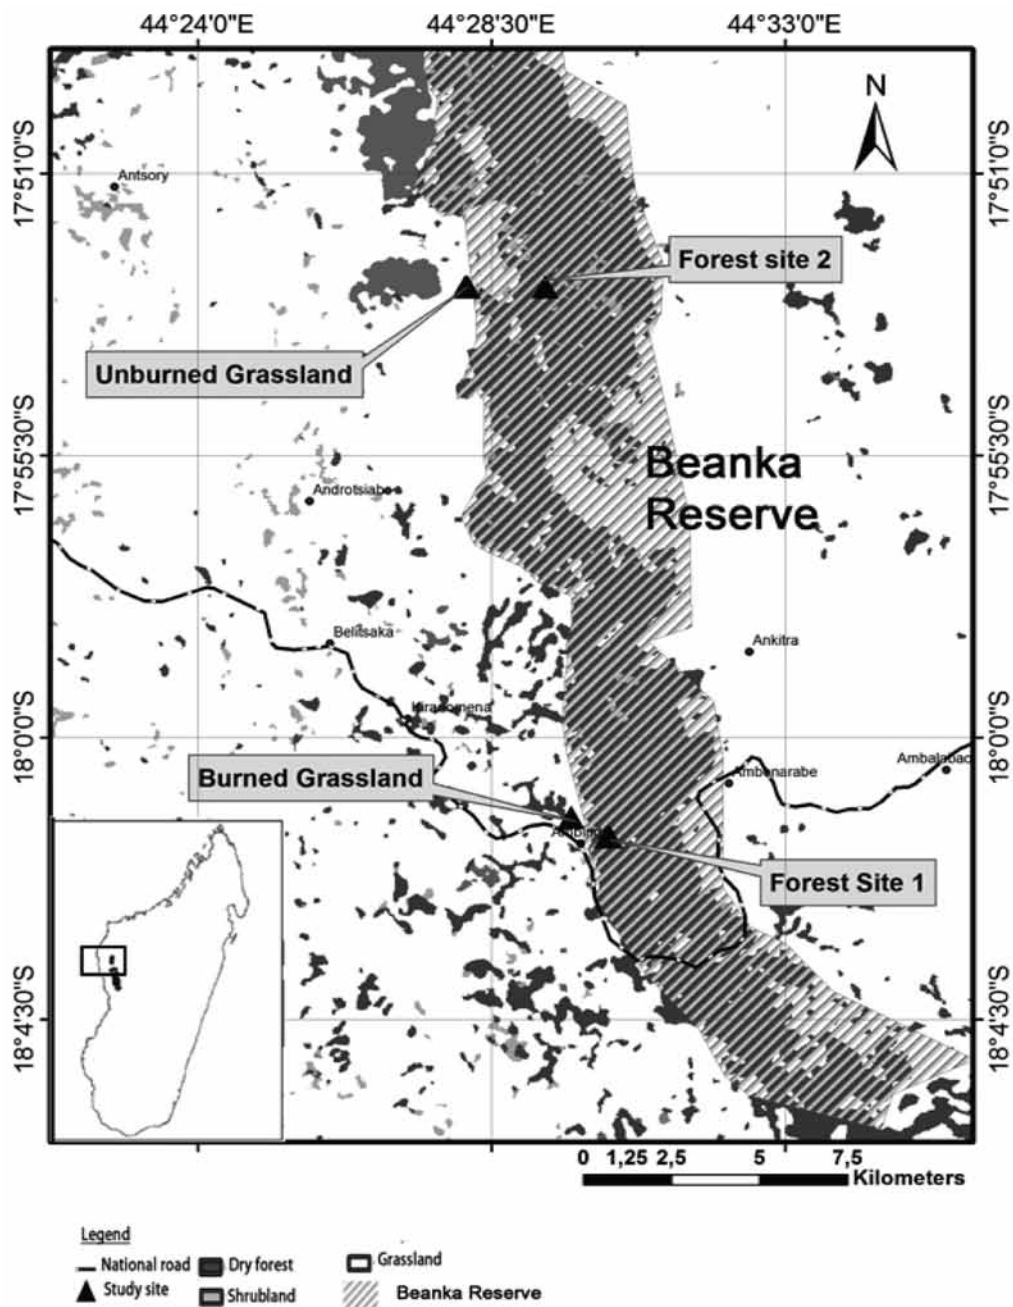 44°24'0"E 44°28'30"E 44°33'0"E
N
17°51'0"S 17°51'0"S
Antsory
Forest site 2
Unburned Grassland
17°55'30"S 17°55'30"S
Beanka
Reserve
Androtsiabo
Belitsaka
Ankitra
Kiranomena
18°0'0"S 18°0'0"S
Ambalabao
Burned Grassland
Ambonarabe
Forest Site 1
18°4'30"S 18°4'30"S
0 1,25 2,5 5 7,5
Kilometers
Legend
National road Dry forest Grassland
Study site Shrubland Beanka Reserve